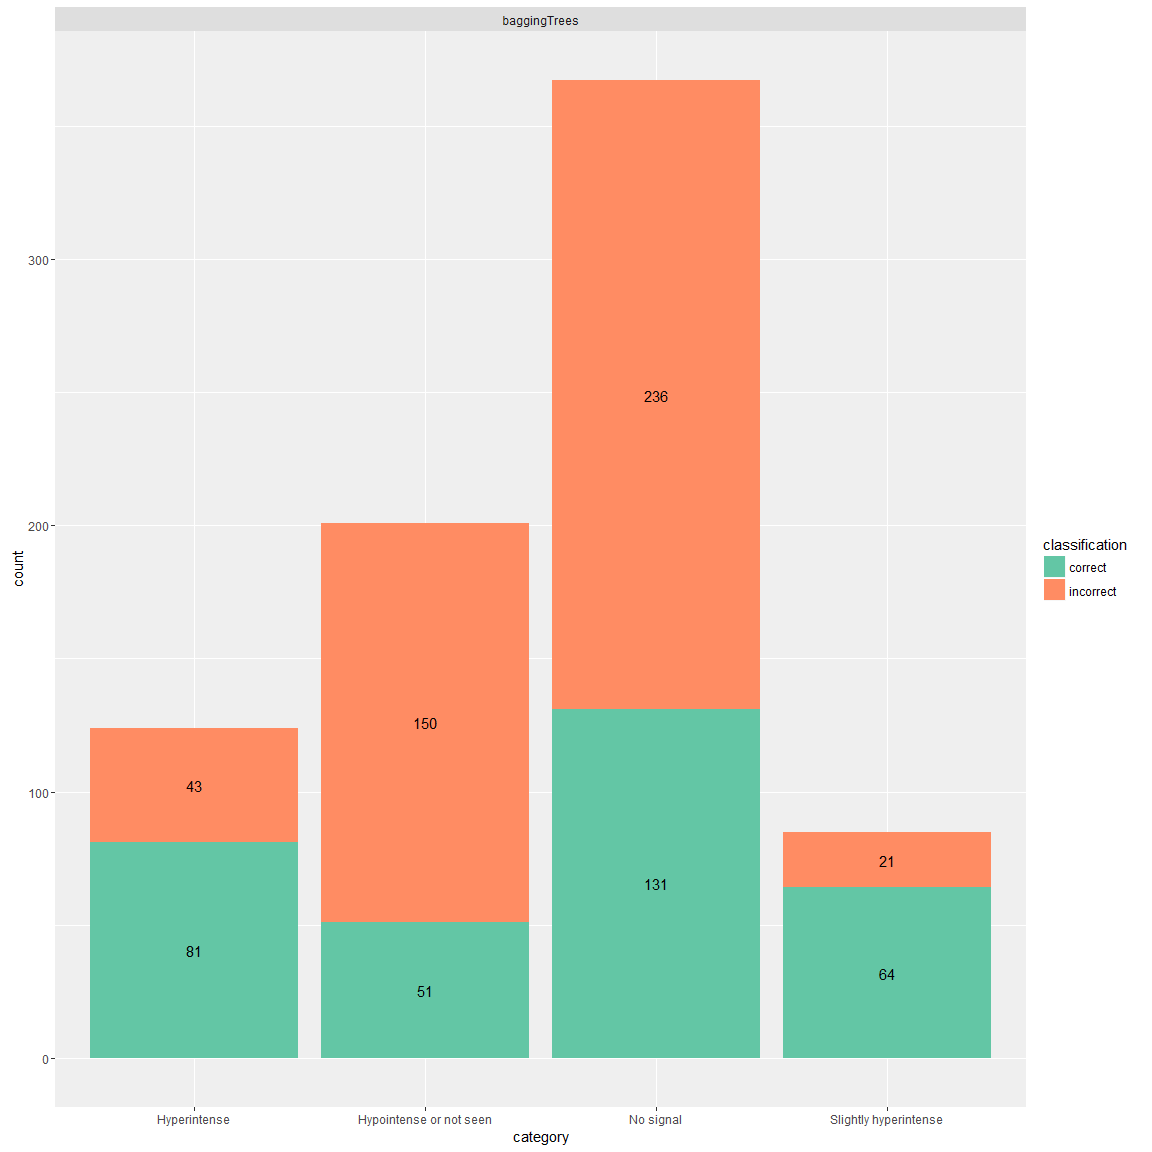 baggingTrees
300
200
100
0
count
236
150
43
131
21
81
51
64
Hyperintense
Hypointense or not seen
No signal
Slightly hyperintense
category
classification
correct
incorrect